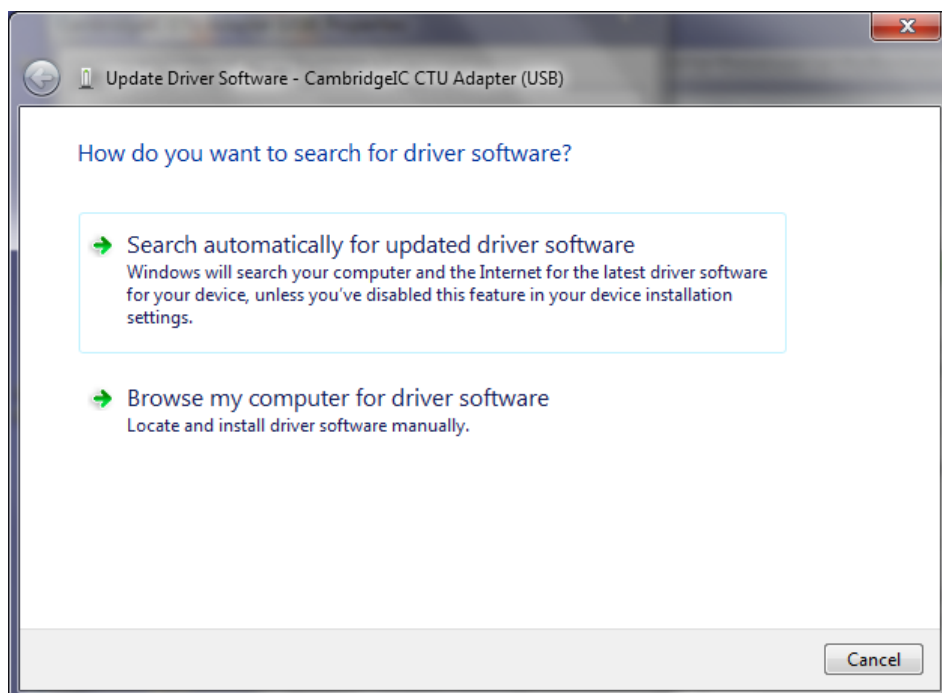 Update Driver Software - CambridgeIC CTU Adapter (USB)
How do you want to search for driver software?
Search automatically for updated driver software
Windows will search your computer and the Internet for the latest driver software
for your device, unless you've disabled this feature in your device installation
settings.
Browse my computer for driver software
Locate and install driver software manually.
Cancel